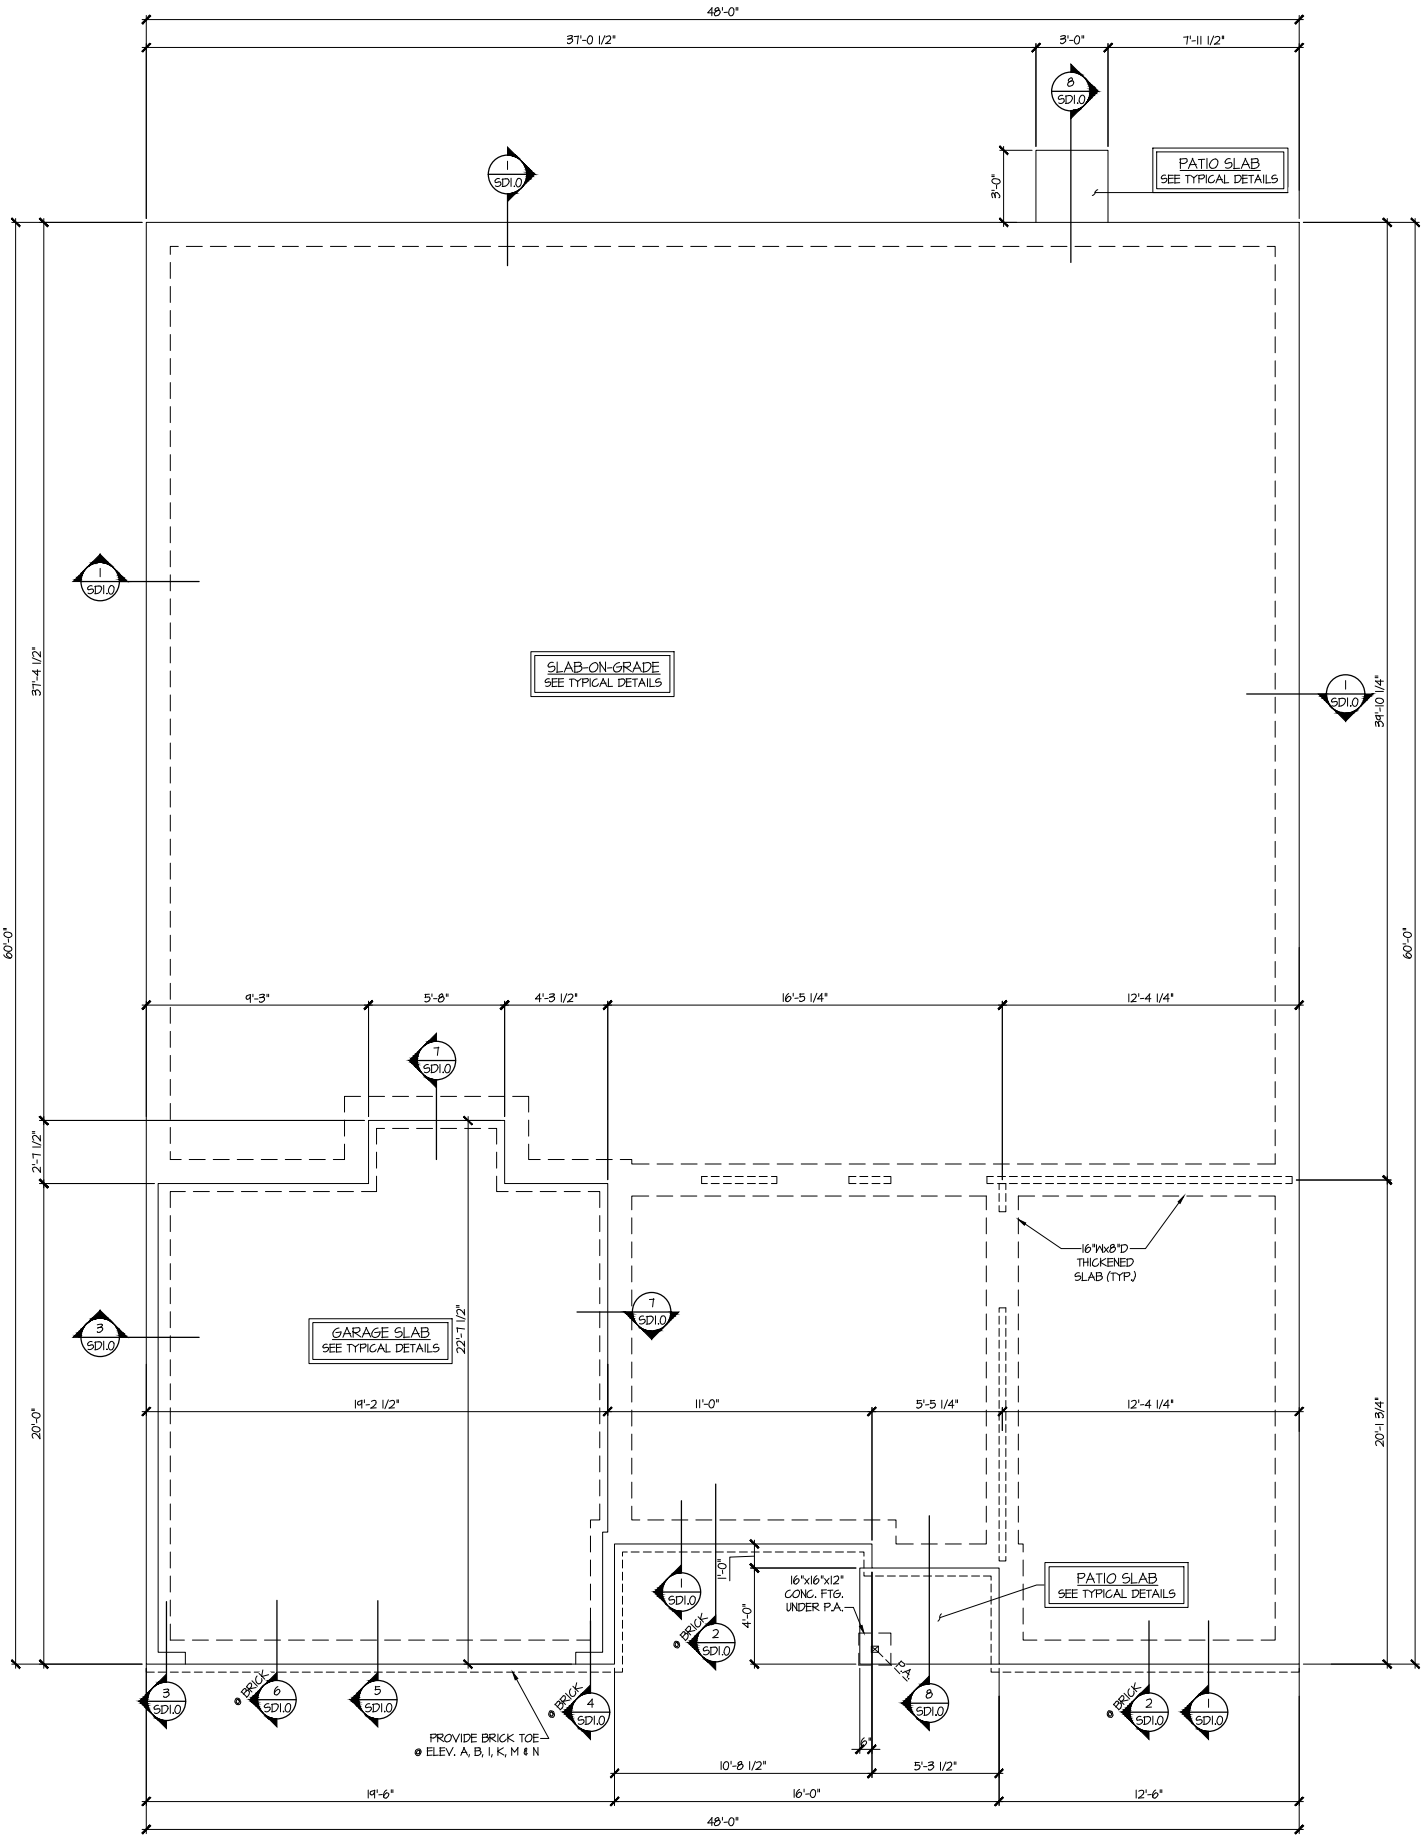 48'-0"
37'-0 1/2"
3'-0"
7'-11 1/2"
8
SD1.0
1
SD1.0
3'-0"
PATIO SLAB
SEE TYPICAL DETAILS
1
SD1.0
37'-4 1/2"
SLAB-ON-GRADE
SEE TYPICAL DETAILS
1
SD1.0
39'-10 1/4"
60'-0"
60'-0"
9'-3"
5'-8"
4'-3 1/2"
16'-5 1/4"
12'-4 1/4"
7
SD1.0
2'-7 1/2"
16"Wx8"D
THICKENED
SLAB (TYP.)
3
SD1.0
GARAGE SLAB
SEE TYPICAL DETAILS
22'-7 1/2"
7
SD1.0
20'-0"
19'-2 1/2"
11'-0"
5'-5 1/4"
12'-4 1/4"
20'-1 3/4"
1'-0"
1
SD1.0
@ BRICK
2
SD1.0
4'-0"
16"x16"x12"
CONC. FTG.
UNDER P.A.
PATIO SLAB
SEE TYPICAL DETAILS
P.A.
3
SD1.0
@ BRICK
6
SD1.0
5
SD1.0
@ BRICK
4
SD1.0
8
SD1.0
@ BRICK
2
SD1.0
1
SD1.0
PROVIDE BRICK TOE
@ ELEV. A, B, I, K, M & N
6"
10'-8 1/2"
5'-3 1/2"
19'-6"
16'-0"
12'-6"
48'-0"